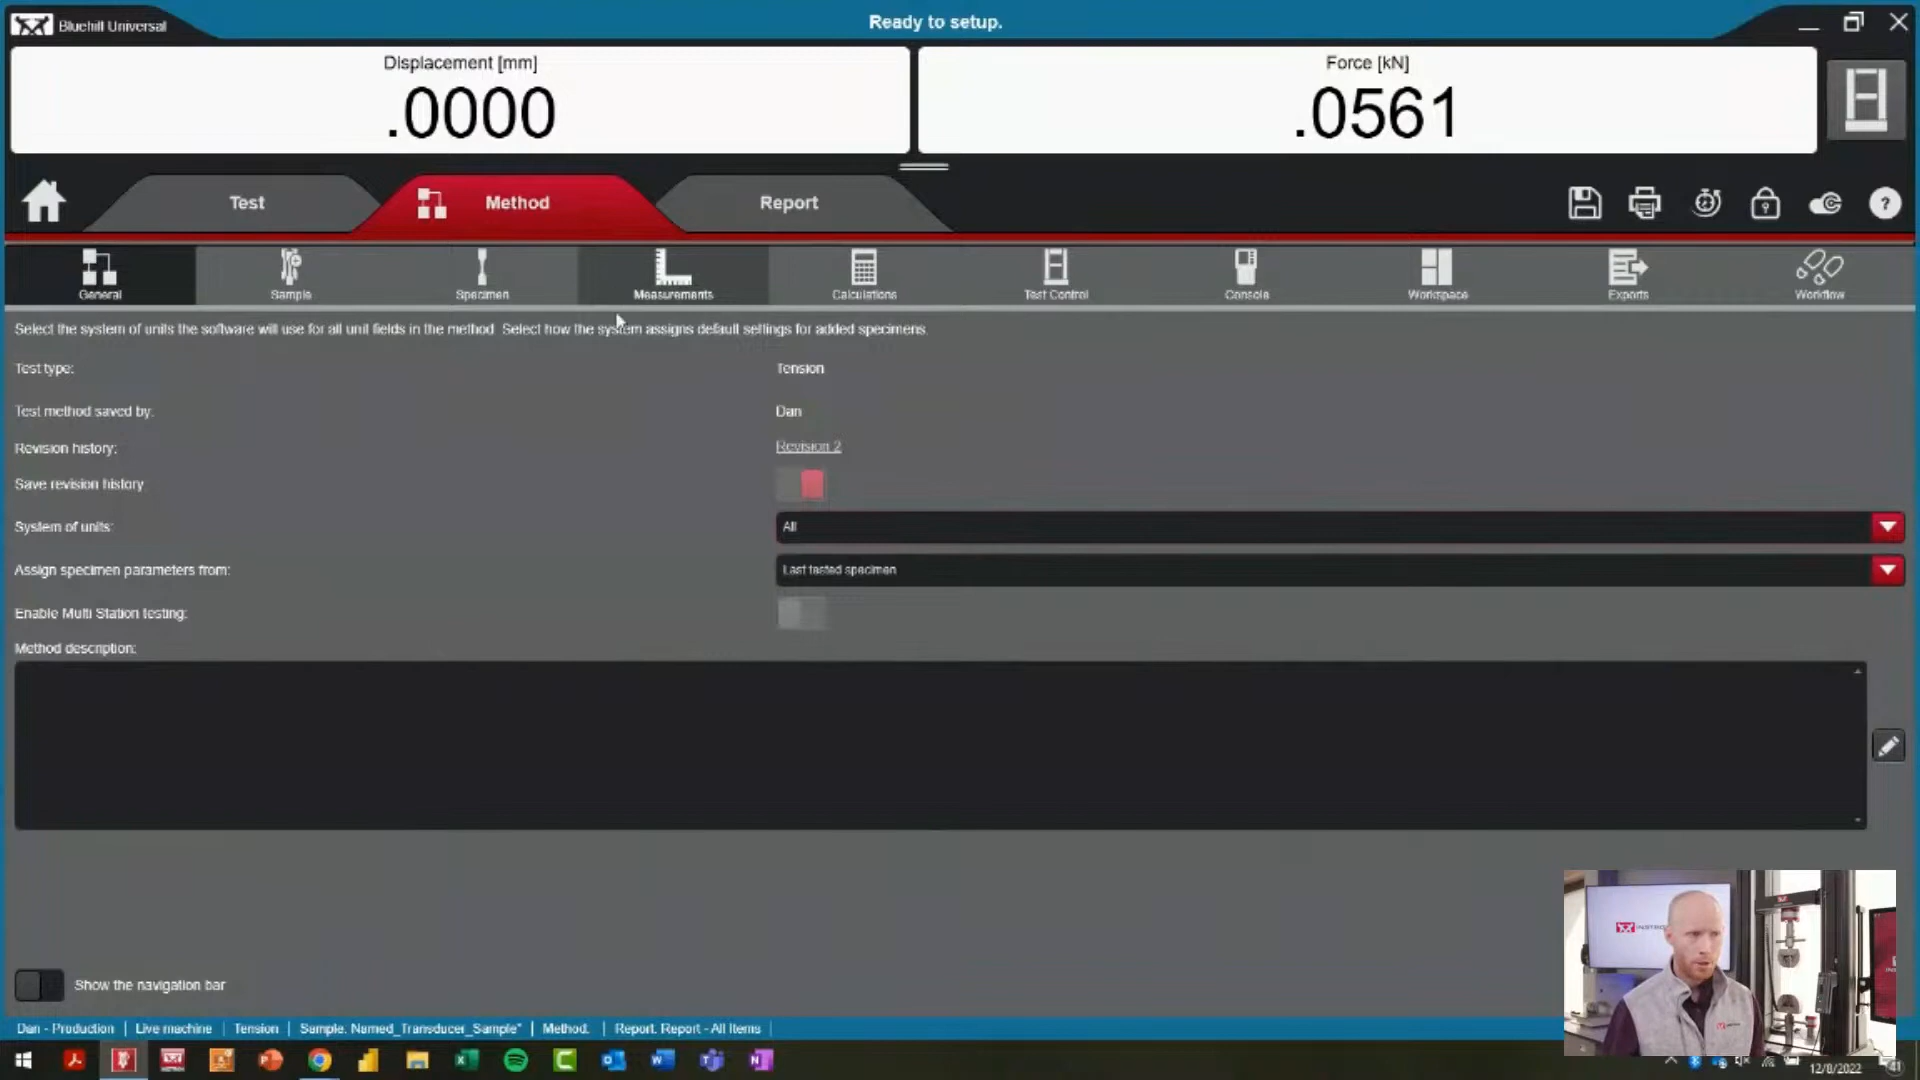 Bluehill Universal
Ready to setup.
Displacement [mm]
.0000
Force [kN]
.0561
Test
Method
Report
General
Sample
Specimen
Measurements
Calculations
Test Control
Console
Workspace
Exports
Workflow
Select the system of units the software will use for all unit fields in the method. Select how the system assigns default settings for added specimens.
Test type:
Tension
Test method saved by:
Dan
Revision history:
Revision 2
Save revision history
System of units:
All
Assign specimen parameters from:
Last tested specimen
Enable Multi Station testing:
Method description:
Show the navigation bar
Dan - Production | Live machine | Tension | Sample. Named_Transducer_Sample* | Method. | Report. Report - All Items
12/8/2022
41